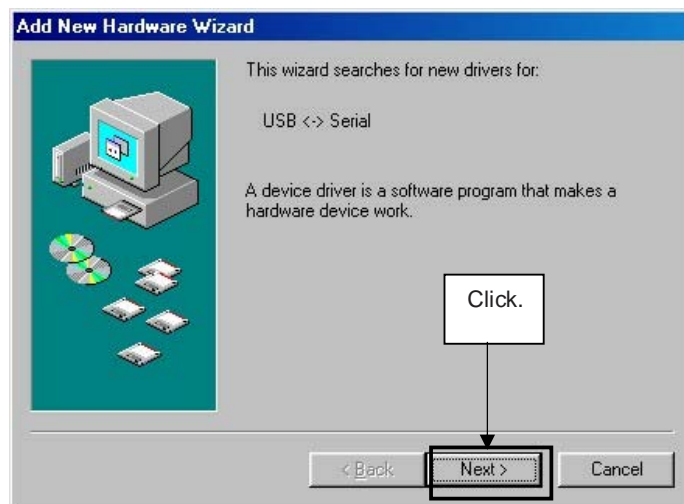 Add New Hardware Wizard
This wizard searches for new drivers for:
USB <-> Serial
A device driver is a software program that makes a
hardware device work.
Click.
< Back
Next >
Cancel